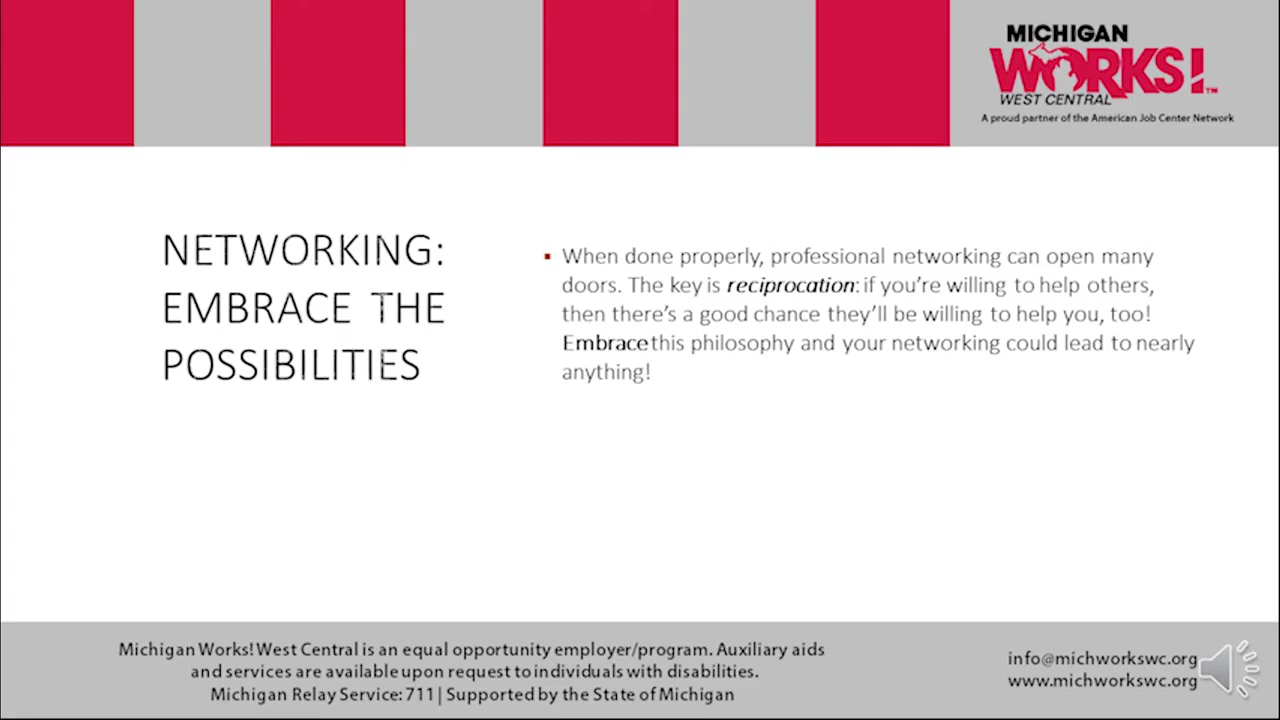 MICHIGAN
WORKS!™
WEST CENTRAL
A proud partner of the American Job Center Network
NETWORKING:
EMBRACE THE
POSSIBILITIES
▪ When done properly, professional networking can open many
doors. The key is reciprocation: if you're willing to help others,
then there's a good chance they'll be willing to help you, too!
Embrace this philosophy and your networking could lead to nearly
anything!
Michigan Works! West Central is an equal opportunity employer/program. Auxiliary aids
and services are available upon request to individuals with disabilities.
Michigan Relay Service: 711 | Supported by the State of Michigan
info@michworkswc.org
www.michworkswc.org